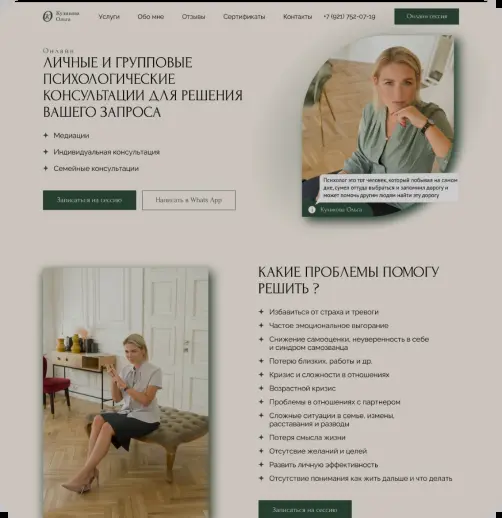 Кузикова
Ольга
Услуги
Обо мне
Отзывы
Сертификаты
Контакты
+7 (921) 752-07-19
Онлайн сессия
Онлайн
ЛИЧНЫЕ И ГРУППОВЫЕ
ПСИХОЛОГИЧЕСКИЕ
КОНСУЛЬТАЦИИ ДЛЯ РЕШЕНИЯ
ВАШЕГО ЗАПРОСА
Медиации
Индивидуальная консультация
Семейные консультации
Записаться на сессию
Написать в Whats App
Психолог это тот человек, который побывал на самом
дне, сумел оттуда выбраться и запомнил дорогу и
может помочь другим людям найти эту дорогу
Кузикова Ольга
КАКИЕ ПРОБЛЕМЫ ПОМОГУ
РЕШИТЬ ?
Избавиться от страха и тревоги
Частое эмоциональное выгорание
Снижение самооценки, неуверенность в себе
и синдром самозванца
Потерю близких, работы и др.
Кризис и сложности в отношениях
Возрастной кризис
Проблемы в отношениях с партнером
Сложные ситуации в семье, измены,
расставания и разводы
Потеря смысла жизни
Отсутсвие желаний и целей
Развить личную эффективность
Отсутствие понимания как жить дальше и что делать
Записаться на сессию